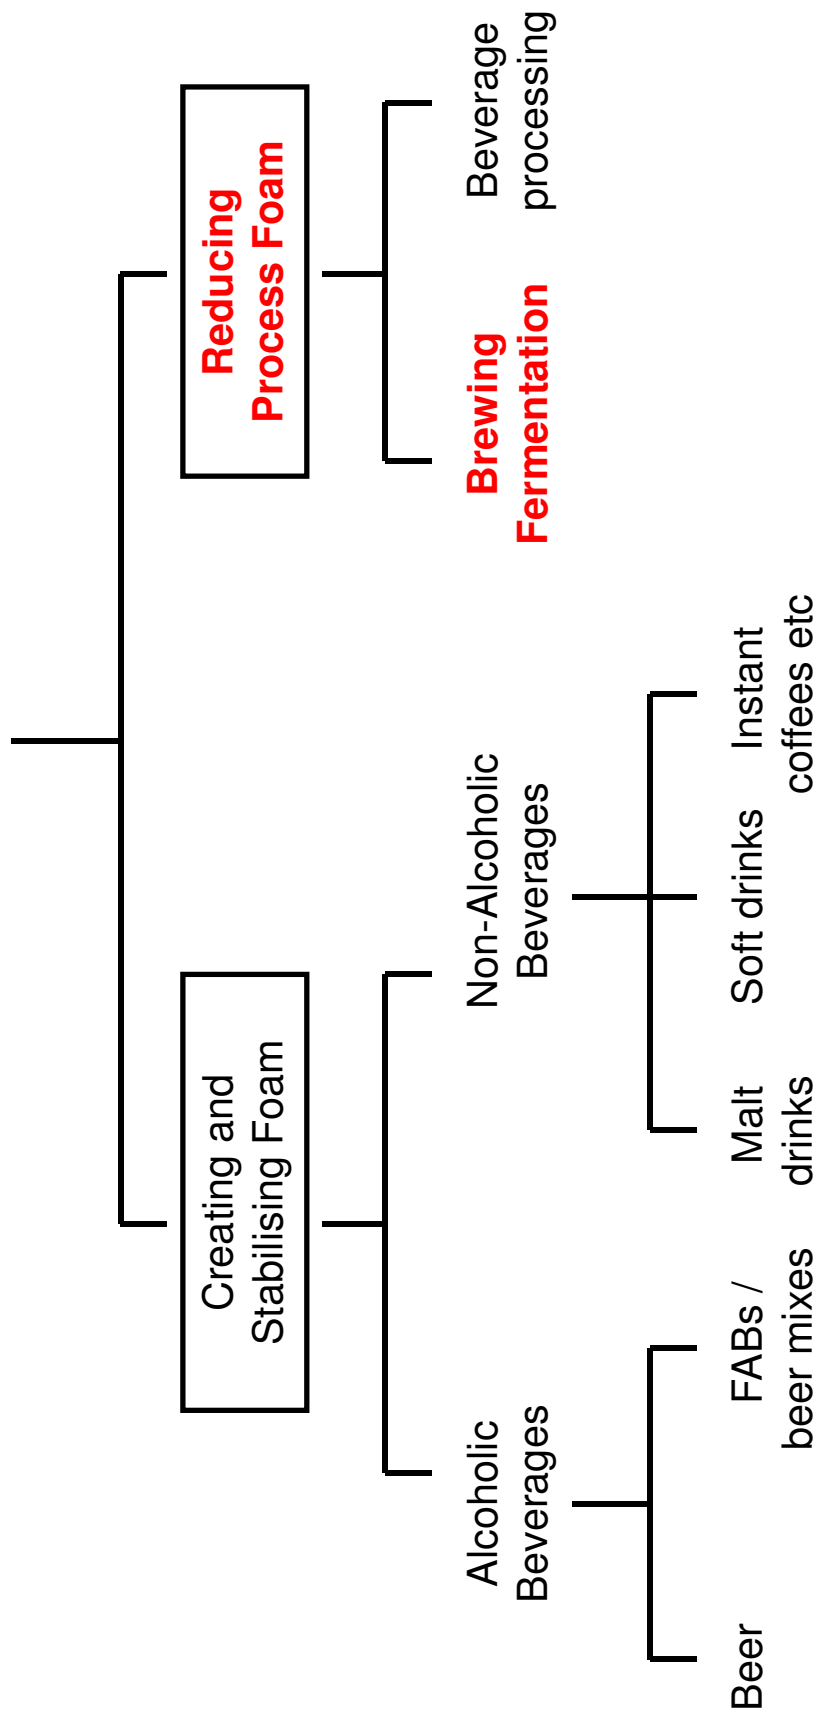 Creating and
Stabilising Foam
Reducing
Process Foam
Alcoholic
Beverages
Non-Alcoholic
Beverages
Brewing
Fermentation
Beverage
processing
Beer
FABs /
beer mixes
Malt
drinks
Soft drinks
Instant
coffees etc